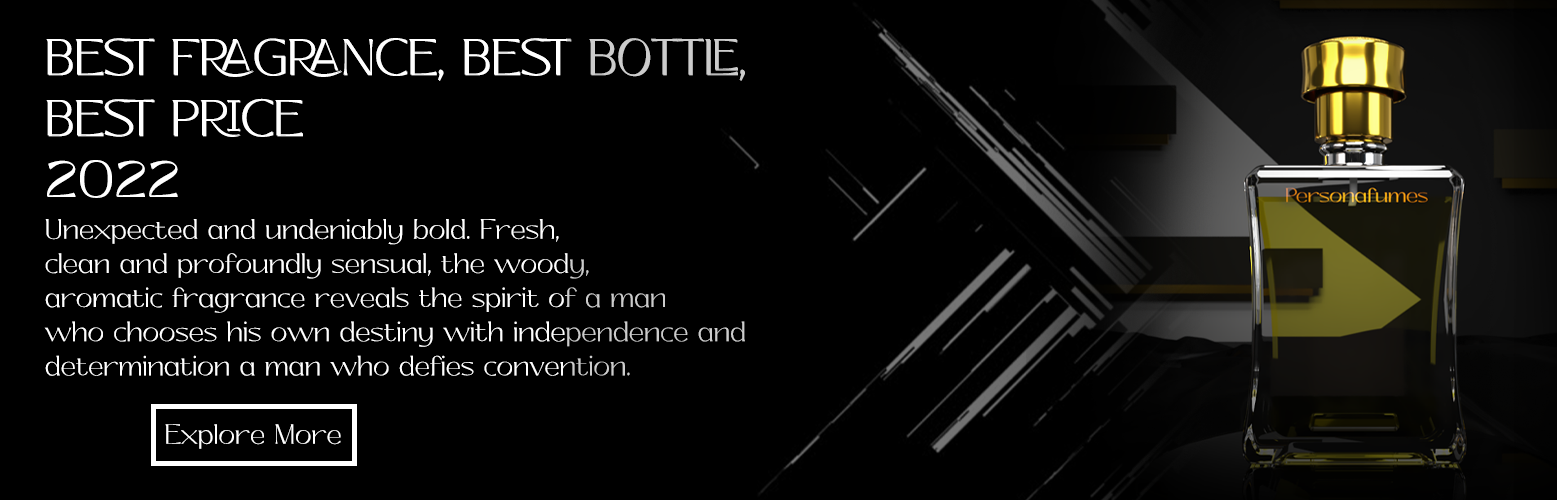 BEST FRAGRANCE, BEST BOTTLE,
BEST PRICE
2022
Unexpected and undeniably bold. Fresh,
clean and profoundly sensual, the woody,
aromatic fragrance reveals the spirit of a man
who chooses his own destiny with independence and
determination a man who defies convention.
Explore More
Personafumes